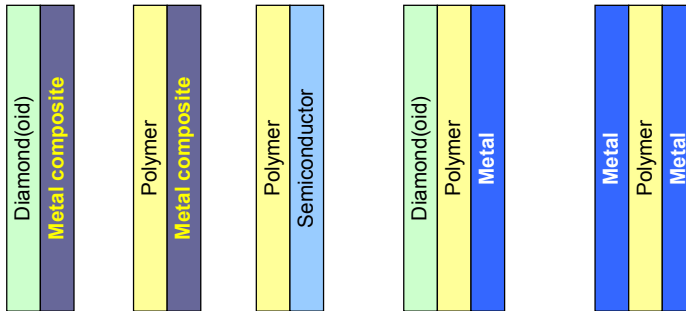 Diamond(oid)
Metal composite
Polymer
Metal composite
Polymer
Semiconductor
Diamond(oid)
Polymer
Metal
Metal
Polymer
Metal